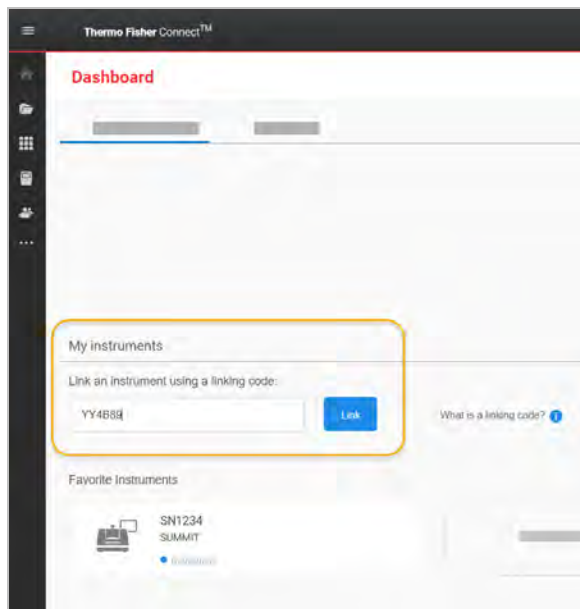 Thermo Fisher Connect™
Dashboard
My instruments
Link an instrument using a linking code:
YY4B89
Link
What is a linking code?
Favorite Instruments
SN1234
SUMMIT